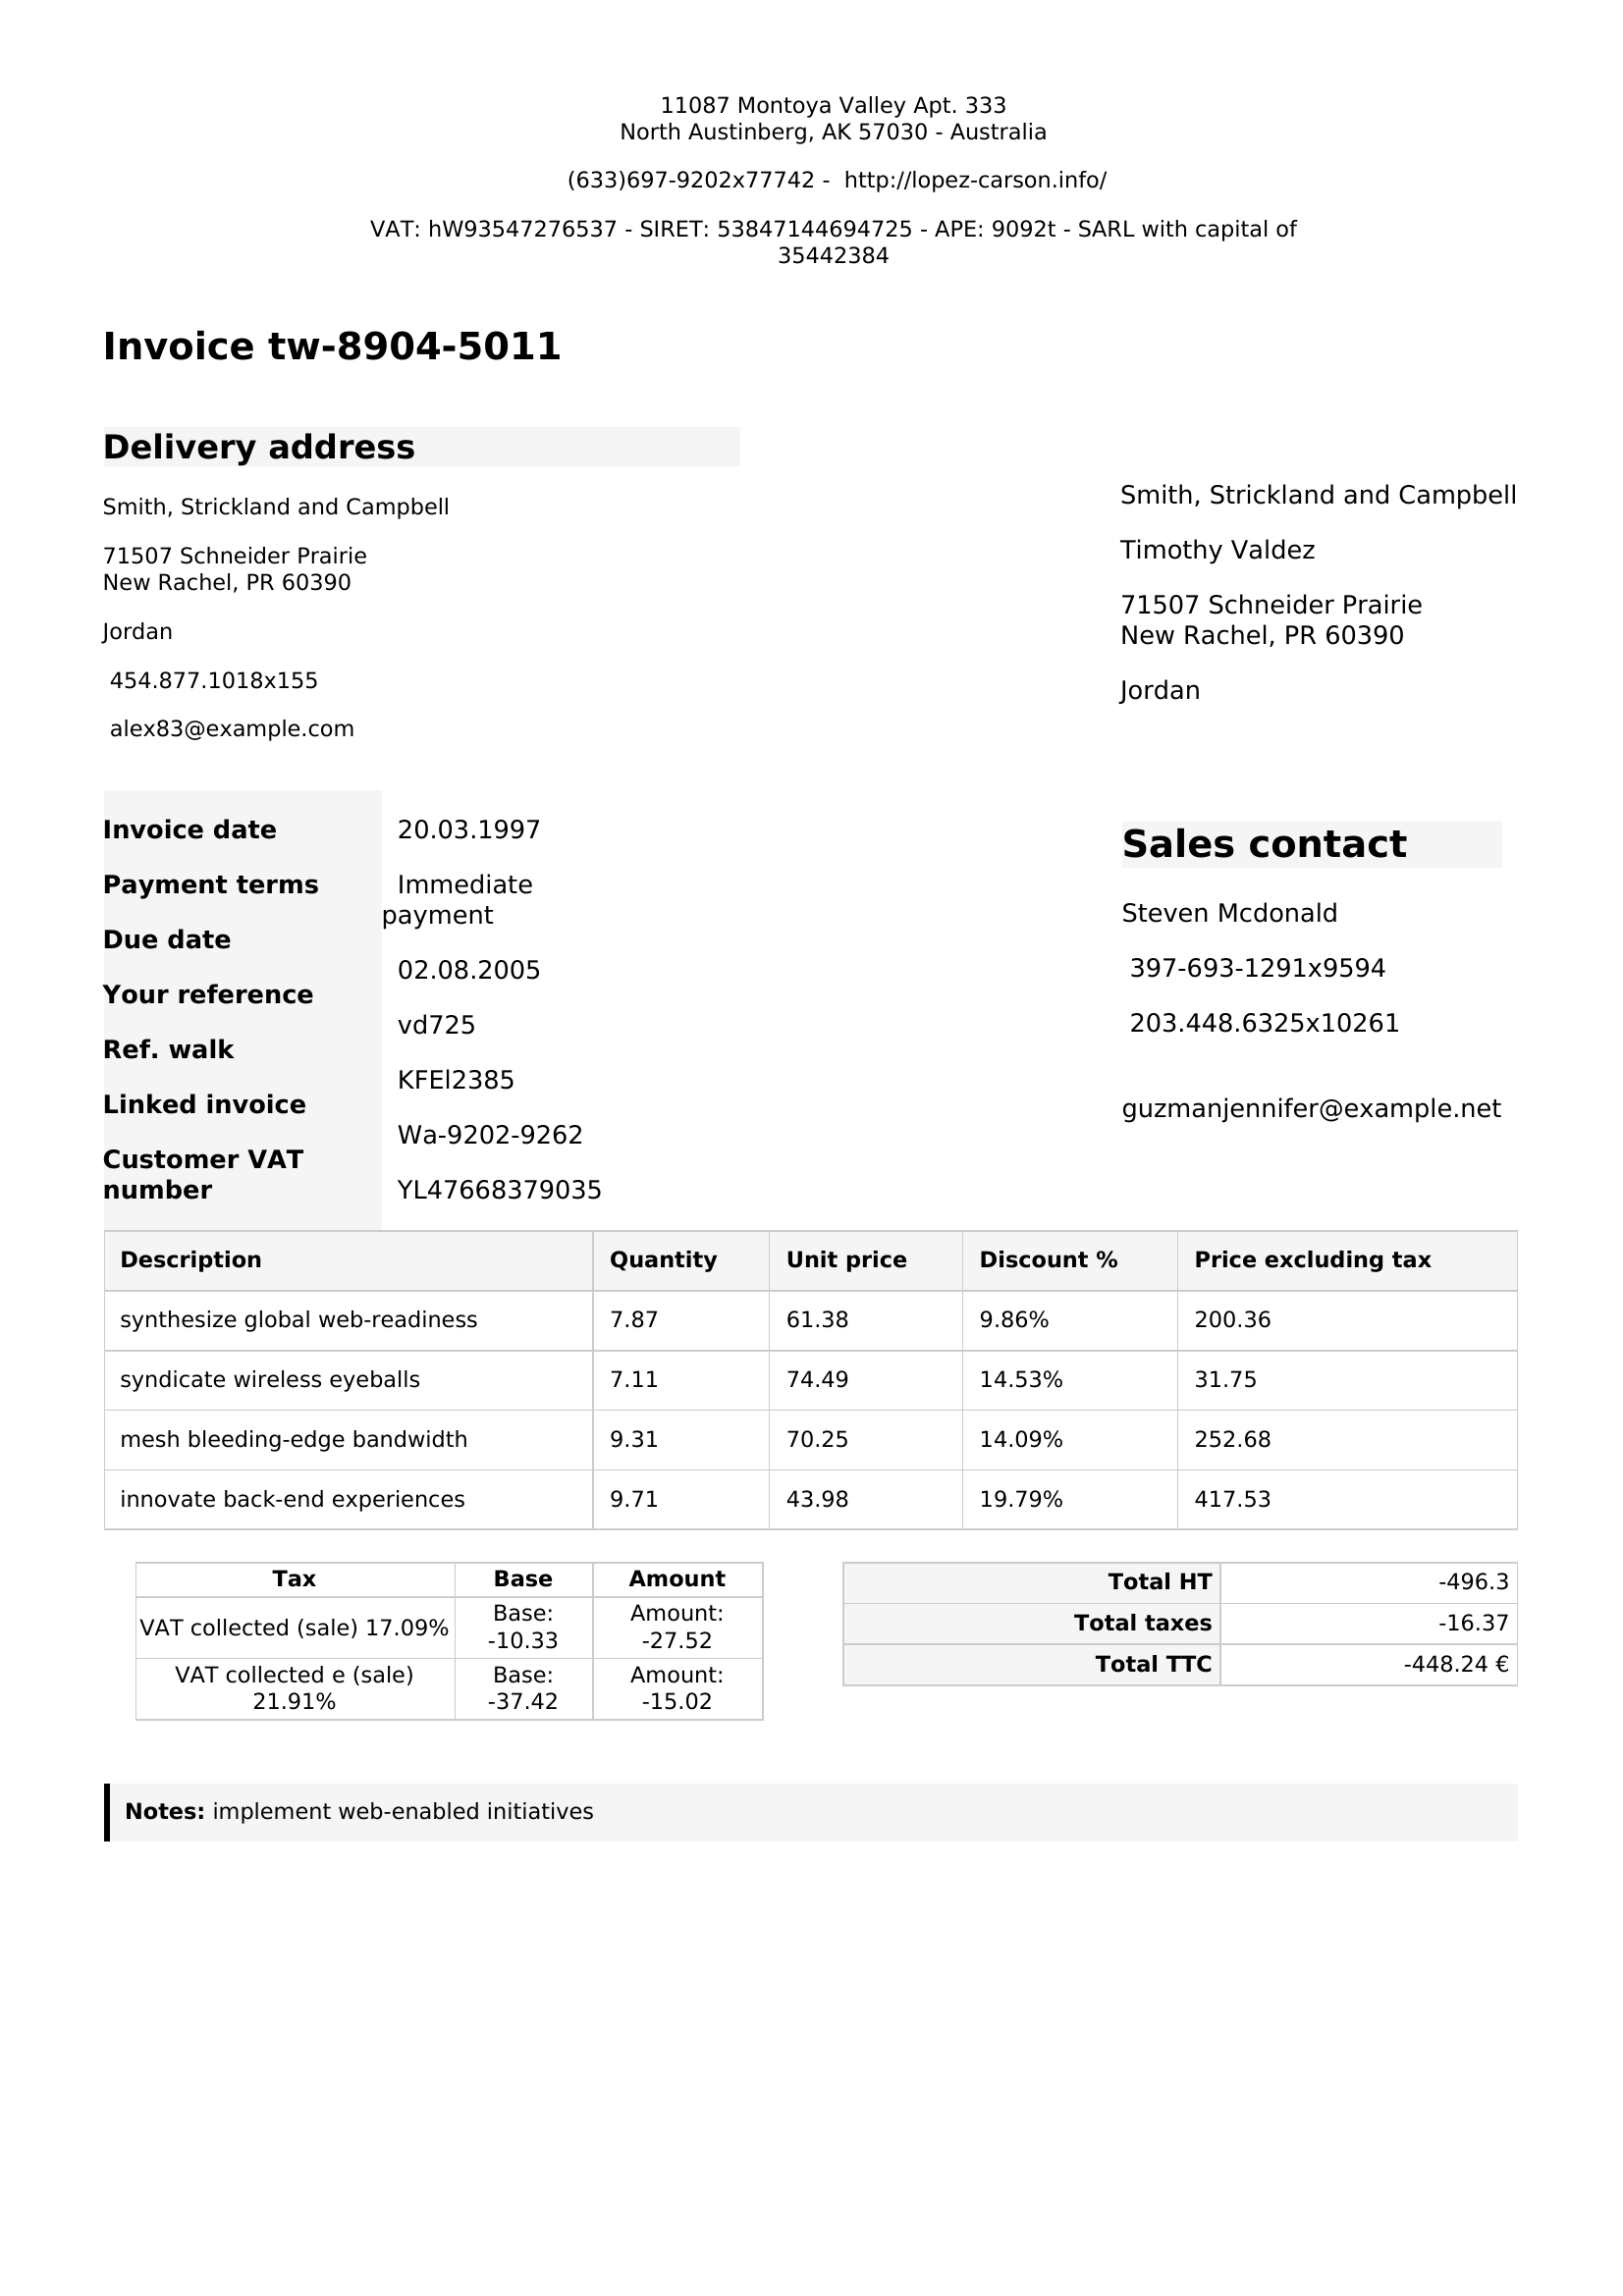 11087 Montoya Valley Apt. 333
North Austinberg, AK 57030 - Australia
(633)697-9202x77742 -  http://lopez-carson.info/
VAT: hW93547276537 - SIRET: 53847144694725 - APE: 9092t - SARL with capital of
35442384
Invoice tw-8904-5011
Delivery address
Smith, Strickland and Campbell
71507 Schneider Prairie
New Rachel, PR 60390
Jordan
454.877.1018x155
alex83@example.com
Smith, Strickland and Campbell
Timothy Valdez
71507 Schneider Prairie
New Rachel, PR 60390
Jordan
Invoice date
Payment terms
Due date
Your reference
Ref. walk
Linked invoice
Customer VAT
number
20.03.1997
Immediate
payment
02.08.2005
vd725
KFEl2385
Wa-9202-9262
YL47668379035
Sales contact
Steven Mcdonald
397-693-1291x9594
203.448.6325x10261
guzmanjennifer@example.net
Description Quantity Unit price Discount % Price excluding tax
synthesize global web-readiness 7.87 61.38 9.86% 200.36
syndicate wireless eyeballs 7.11 74.49 14.53% 31.75
mesh bleeding-edge bandwidth 9.31 70.25 14.09% 252.68
innovate back-end experiences 9.71 43.98 19.79% 417.53
Tax Base Amount
VAT collected (sale) 17.09% Base: -10.33 Amount: -27.52
VAT collected e (sale) 21.91% Base: -37.42 Amount: -15.02
Total HT -496.3
Total taxes -16.37
Total TTC -448.24 €
Notes: implement web-enabled initiatives